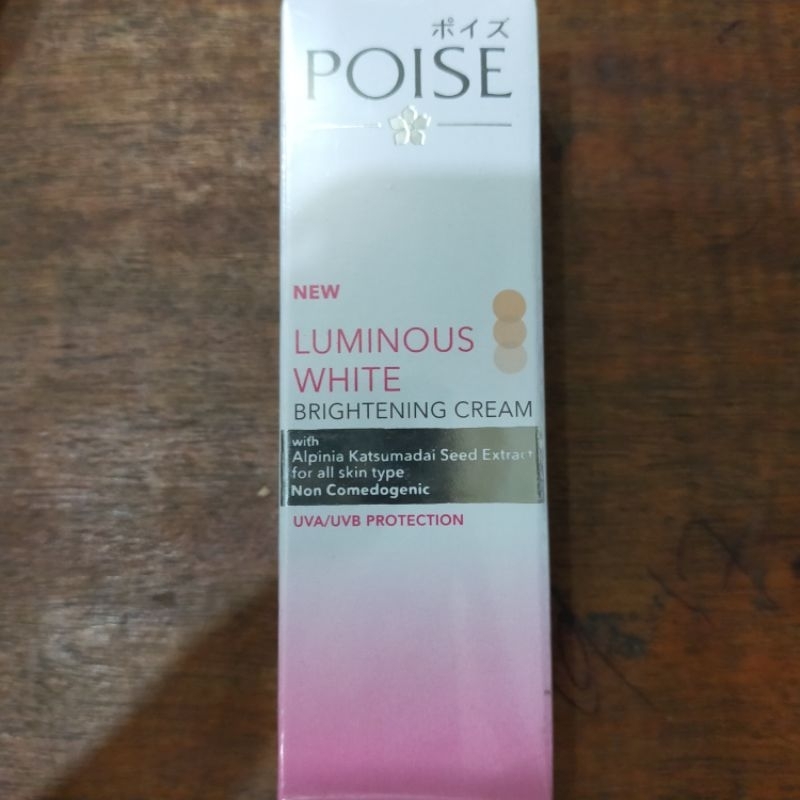 ポイズ
POISE
NEW
LUMINOUS
WHITE
BRIGHTENING CREAM
with
Alpinia Katsumadai Seed Extract
for all skin type
Non Comedogenic
UVA/UVB PROTECTION